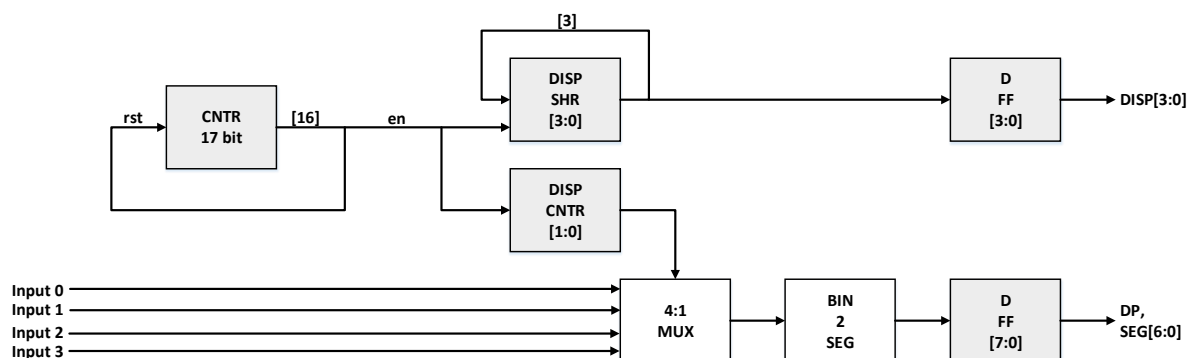 [3]
DISP
SHR
[3:0]
D
FF
[3:0]
DISP[3:0]
rst
CNTR
17 bit
[16]
en
DISP
CNTR
[1:0]
Input 0
Input 1
Input 2
Input 3
4:1
MUX
BIN
2
SEG
D
FF
[7:0]
DP,
SEG[6:0]